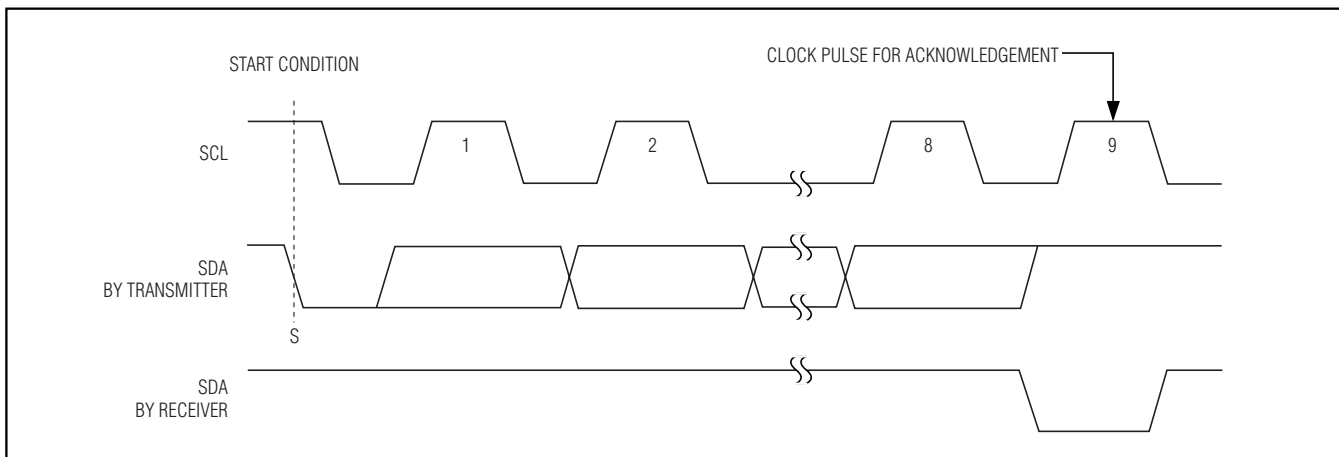 START CONDITION
CLOCK PULSE FOR ACKNOWLEDGEMENT
SCL
1
2
8
9
SDA
BY TRANSMITTER
S
SDA
BY RECEIVER